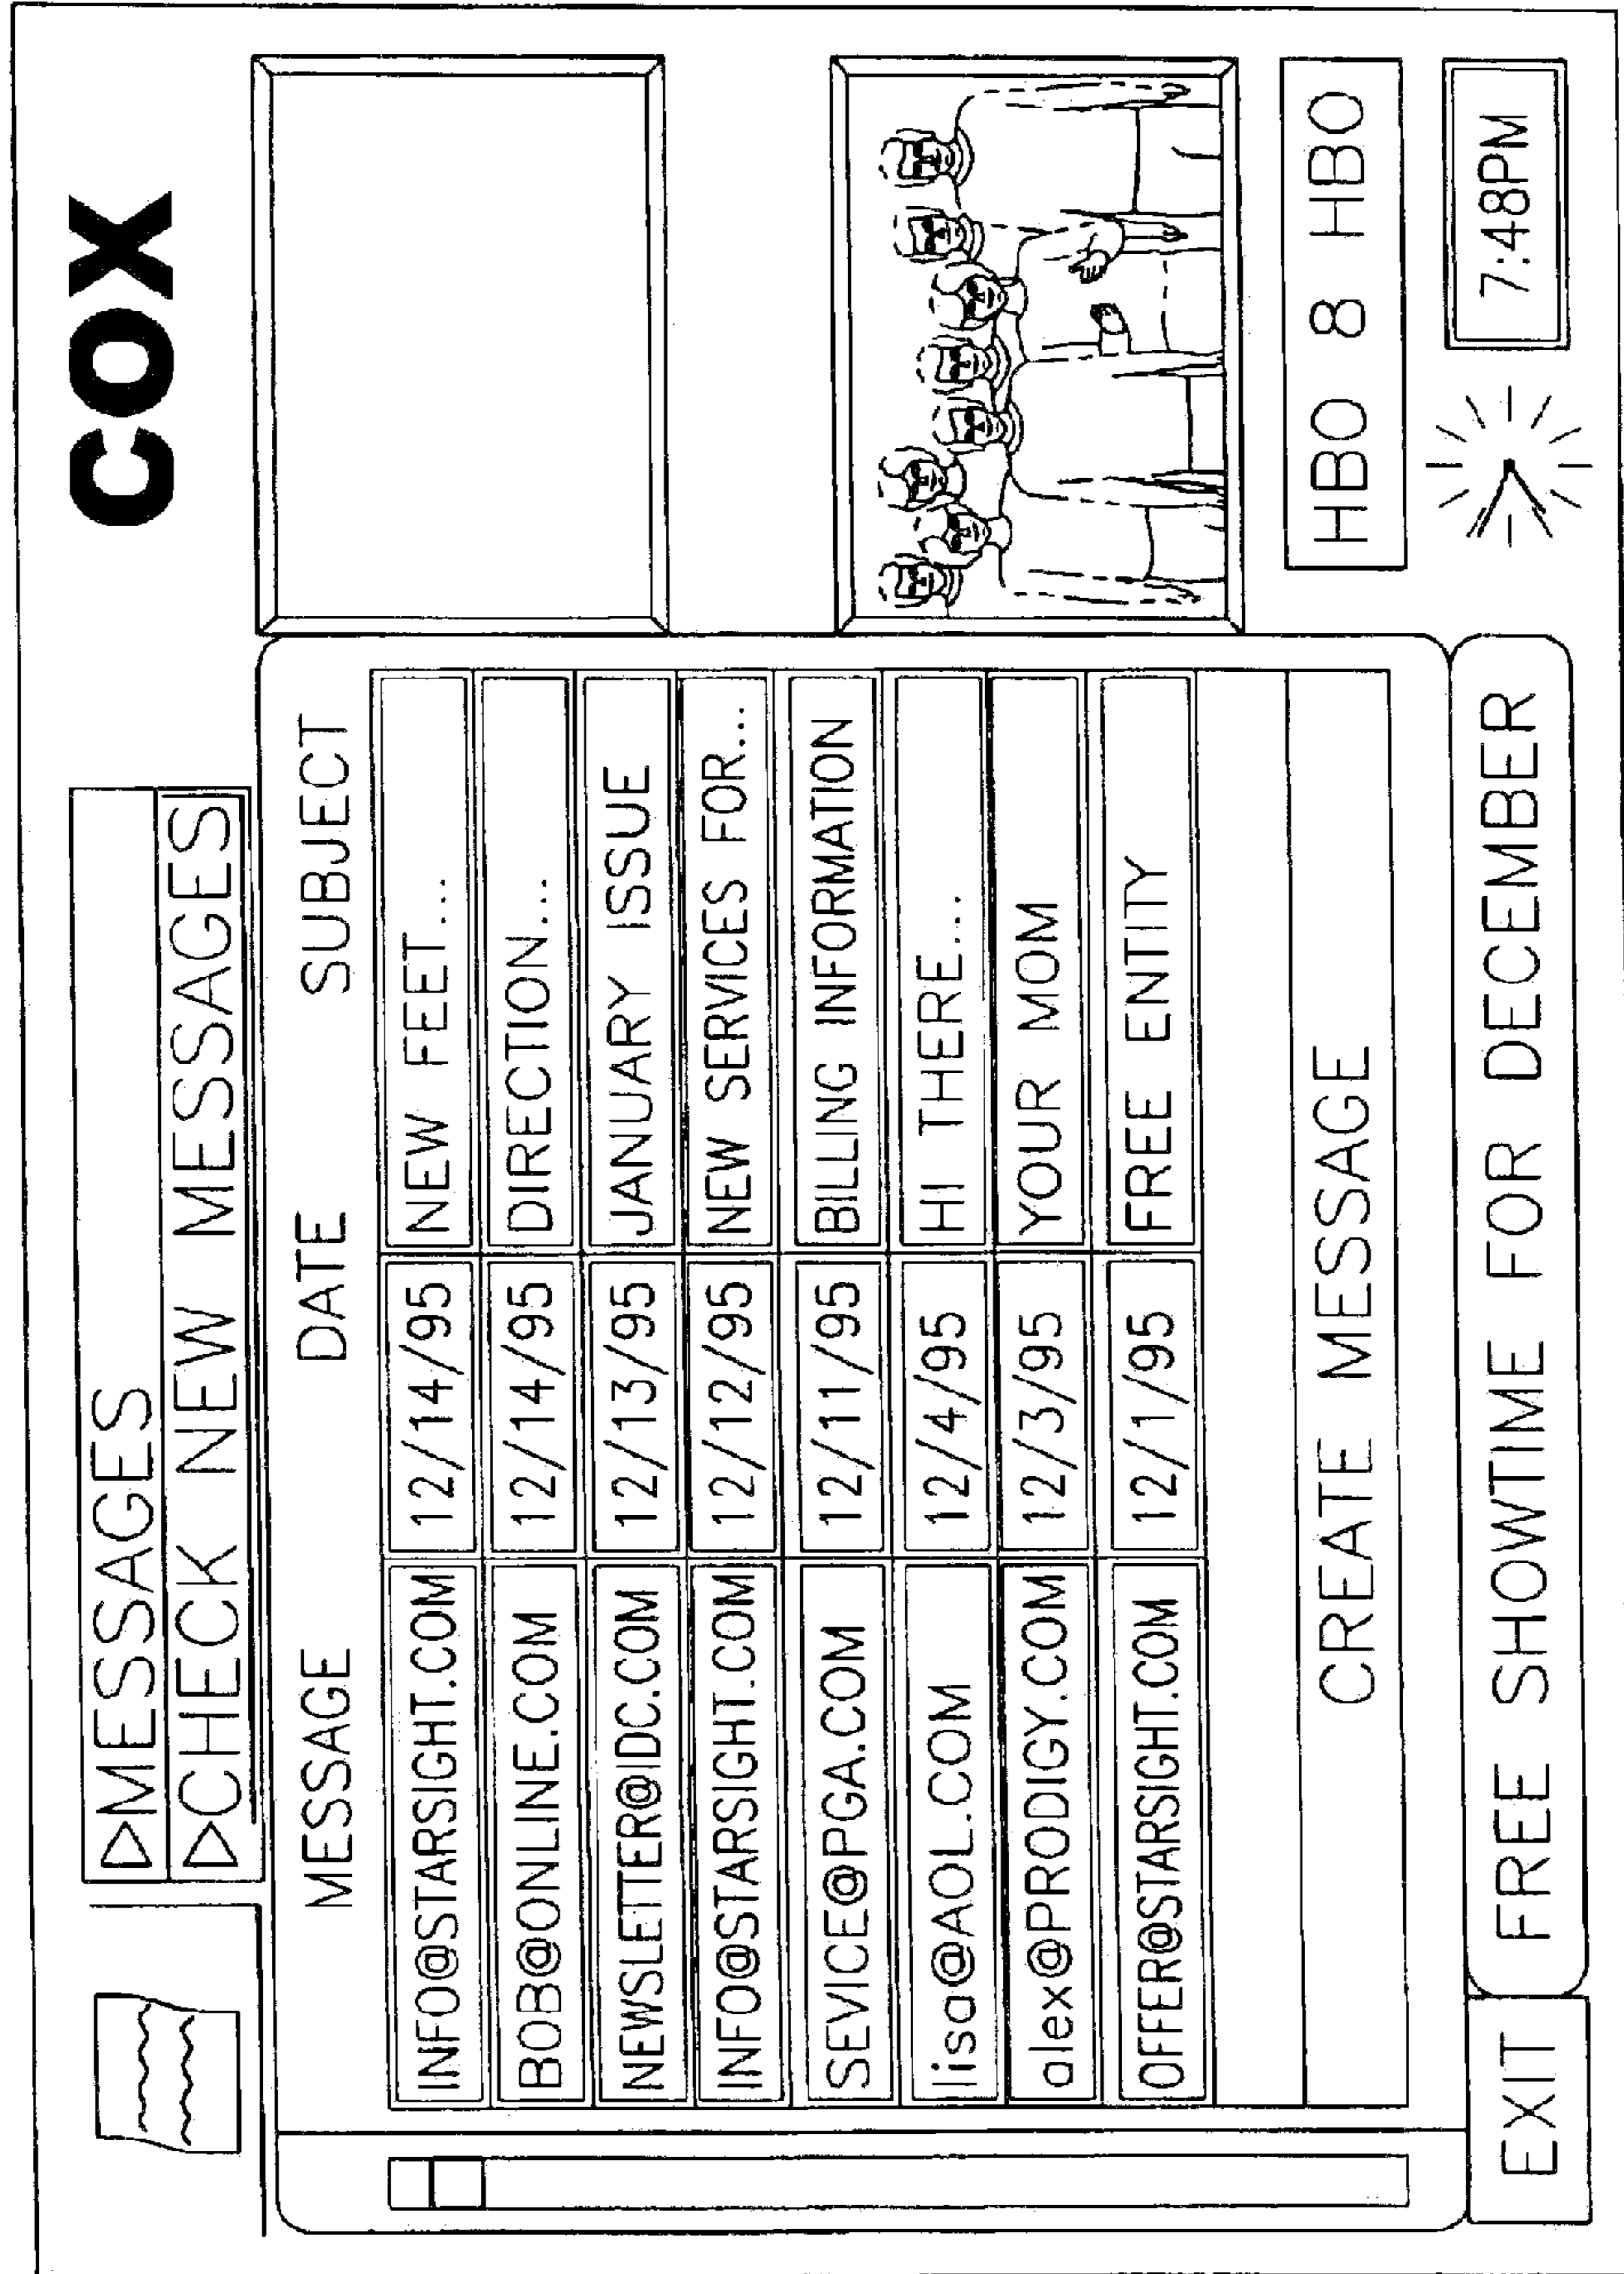 COX
▷MESSAGES
▷CHECK NEW MESSAGES
MESSAGE DATE SUBJECT
INFO@STARSIGHT.COM 12/14/95 NEW FEET...
BOB@ONLINE.COM 12/14/95 DIRECTION...
NEWSLETTER@IDC.COM 12/13/95 JANUARY ISSUE
INFO@STARSIGHT.COM 12/12/95 NEW SERVICES FOR...
SEVICE@PGA.COM 12/11/95 BILLING INFORMATION
lisa@AOL.COM 12/4/95 HI THERE....
alex@PRODIGY.COM 12/3/95 YOUR MOM
OFFER@STARSIGHT.COM 12/1/95 FREE ENTITY
CREATE MESSAGE
HBO 8 HBO
7:48PM
EXIT FREE SHOWTIME FOR DECEMBER